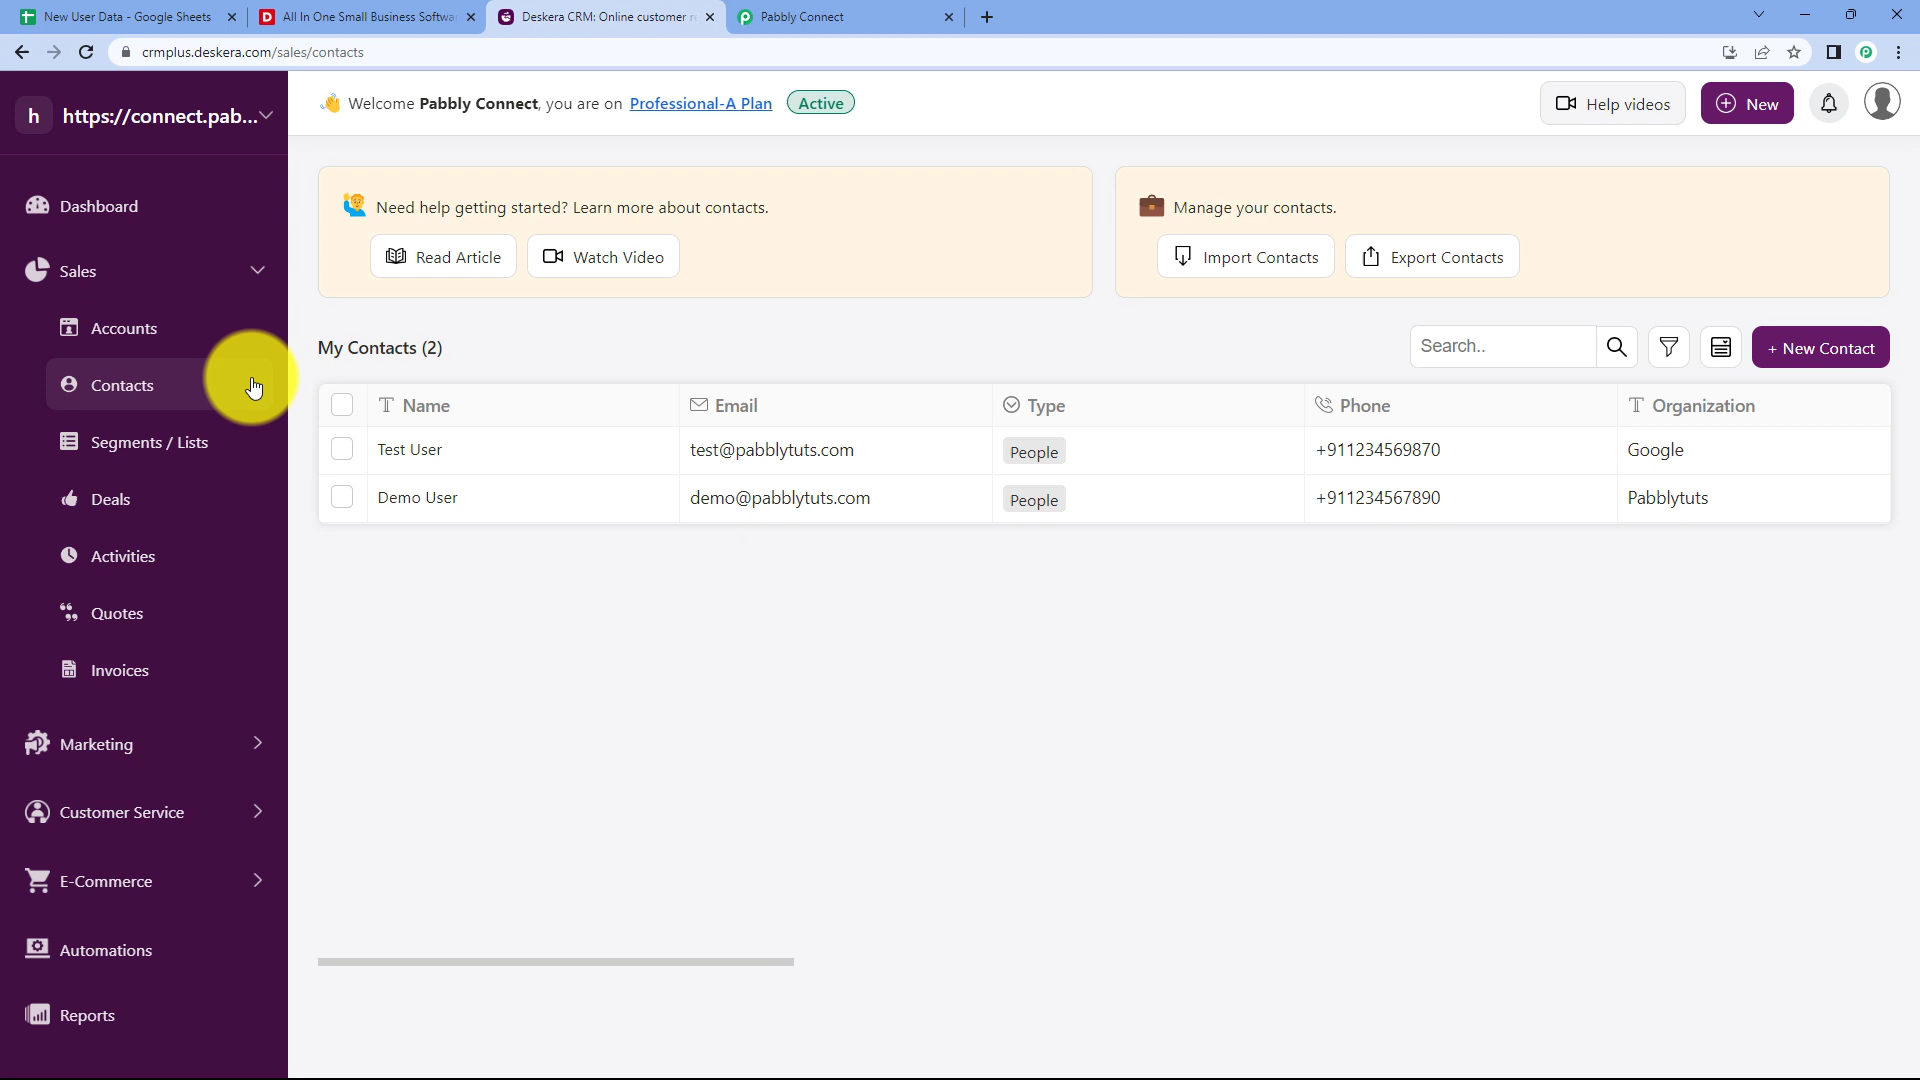 New User Data - Google Sheets
All In One Small Business Softwa
Deskera CRM: Online customer r
Pabbly Connect
crmplus.deskera.com/sales/contacts
h https://connect.pab...
Welcome Pabbly Connect, you are on Professional-A Plan Active
Help videos
New
Dashboard
Sales
Accounts
Contacts
Segments / Lists
Deals
Activities
Quotes
Invoices
Marketing
Customer Service
E-Commerce
Automations
Reports
Need help getting started? Learn more about contacts.
Read Article Watch Video
Manage your contacts.
Import Contacts Export Contacts
My Contacts (2)
Search..
+ New Contact
Name Email Type Phone Organization
Test User test@pabblytuts.com People +911234569870 Google
Demo User demo@pabblytuts.com People +911234567890 Pabblytuts